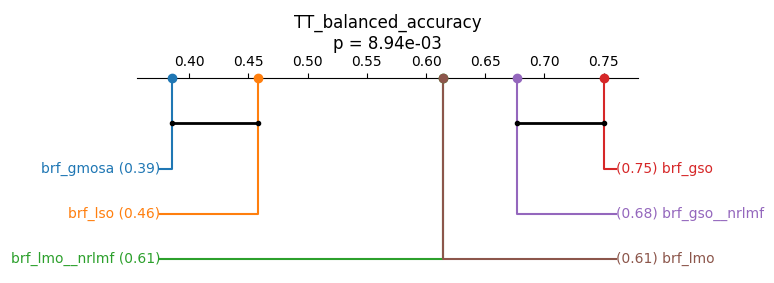 TT_balanced_accuracy
p = 8.94e-03
0.40 0.45 0.50 0.55 0.60 0.65 0.70 0.75
brf_gmosa (0.39) (0.75) brf_gso
brf_lso (0.46) (0.68) brf_gso__nrlmf
brf_lmo__nrlmf (0.61) (0.61) brf_lmo